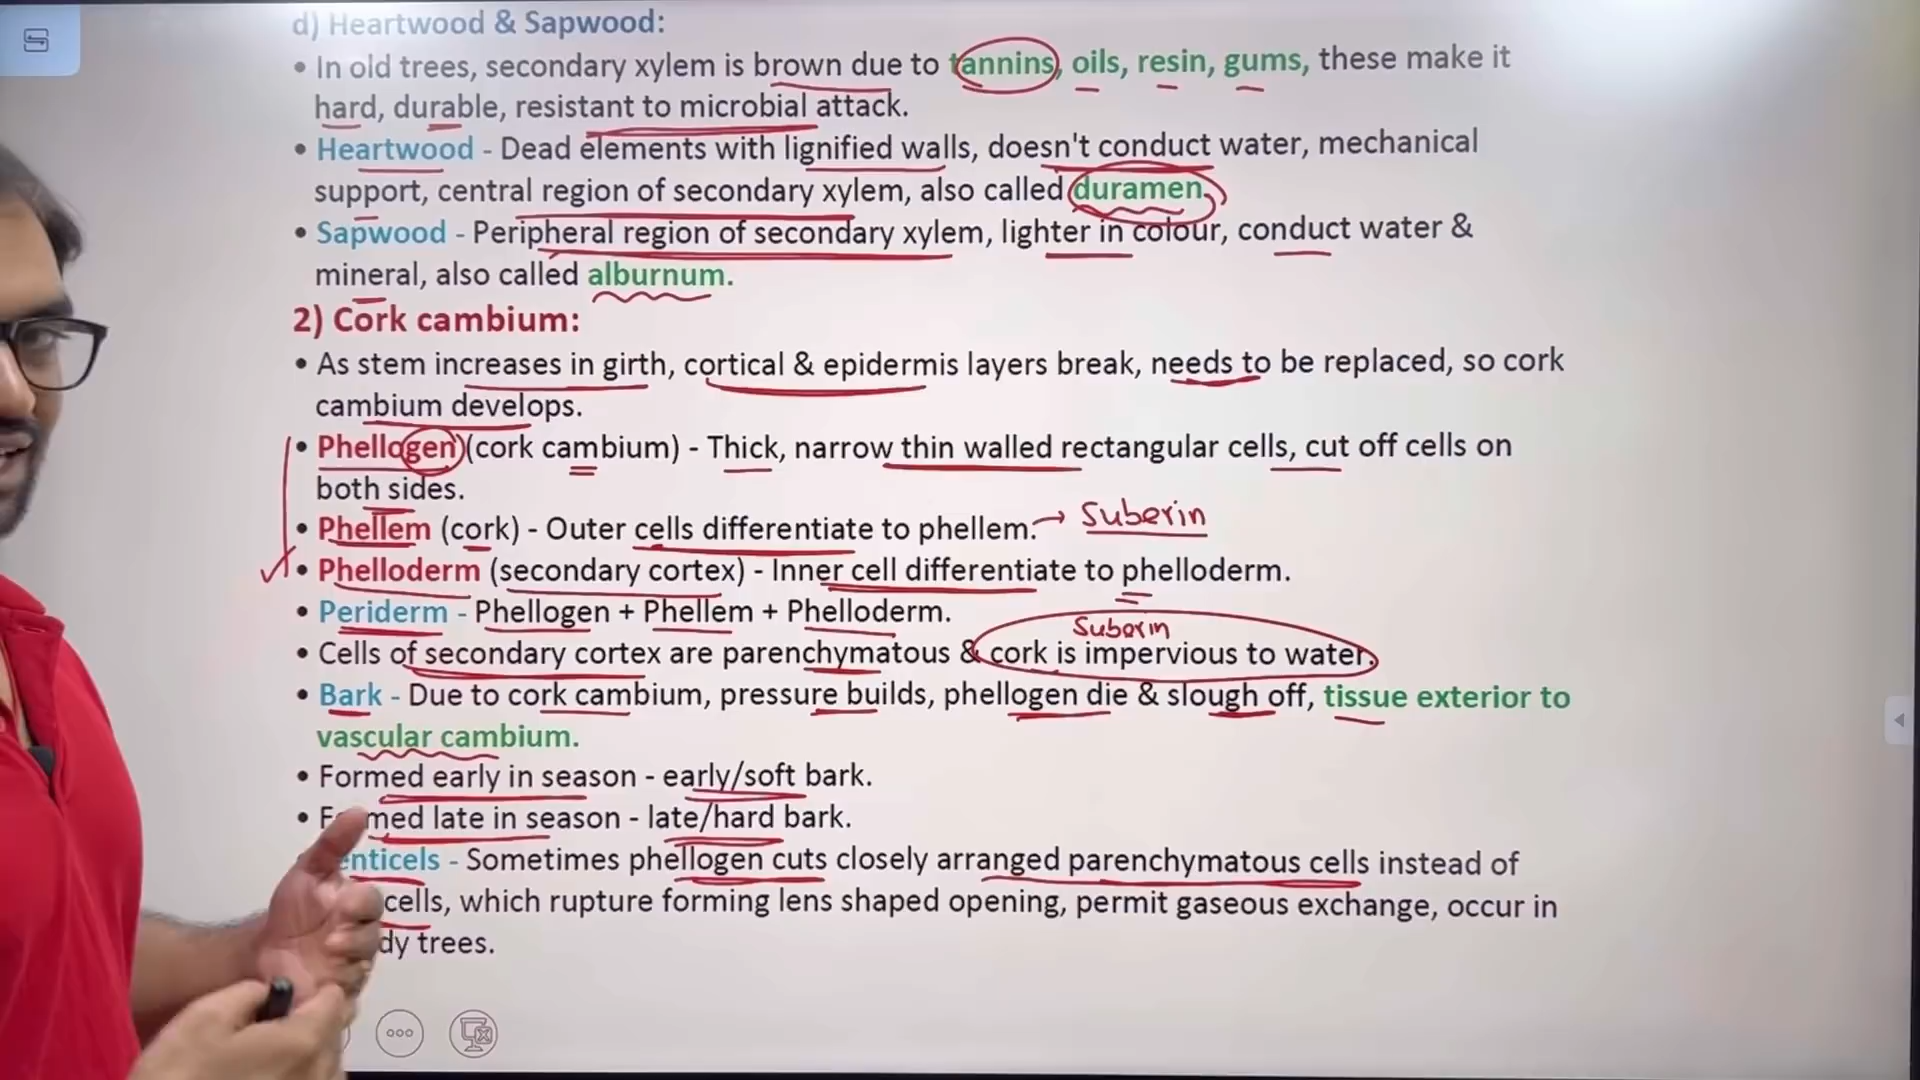 d) Heartwood & Sapwood:
• In old trees, secondary xylem is brown due to tannins, oils, resin, gums, these make it
hard, durable, resistant to microbial attack.
• Heartwood - Dead elements with lignified walls, doesn't conduct water, mechanical
support, central region of secondary xylem, also called duramen.
• Sapwood - Peripheral region of secondary xylem, lighter in colour, conduct water &
mineral, also called alburnum.
2) Cork cambium:
• As stem increases in girth, cortical & epidermis layers break, needs to be replaced, so cork
cambium develops.
• Phellogen (cork cambium) - Thick, narrow thin walled rectangular cells, cut off cells on
both sides.
• Phellem (cork) - Outer cells differentiate to phellem. → Suberin
• Phelloderm (secondary cortex) - Inner cell differentiate to phelloderm.
• Periderm - Phellogen + Phellem + Phelloderm.
Suberin
• Cells of secondary cortex are parenchymatous & cork is impervious to water.
• Bark - Due to cork cambium, pressure builds, phellogen die & slough off, tissue exterior to
vascular cambium.
• Formed early in season - early/soft bark.
• Formed late in season - late/hard bark.
enticels - Sometimes phellogen cuts closely arranged parenchymatous cells instead of
cells, which rupture forming lens shaped opening, permit gaseous exchange, occur in
dy trees.